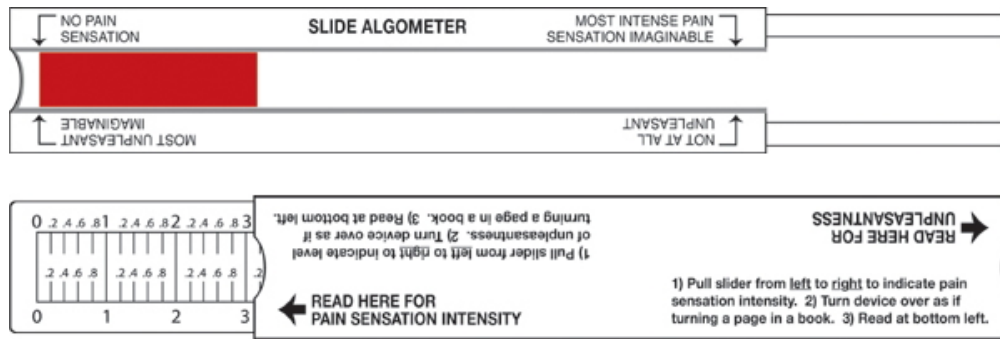 NO PAIN
SENSATION
SLIDE ALGOMETER
MOST INTENSE PAIN
SENSATION IMAGINABLE
MOST UNPLEASANT
IMAGINABLE
NOT AT ALL
UNPLEASANT
0 .2 .4 .6 .8 1 .2 .4 .6 .8 2 .2 .4 .6 .8 3
.2 .4 .6 .8 .2 .4 .6 .8 .2 .4 .6 .8 .2
0 1 2 3
1) Pull slider from left to right to indicate level
of unpleasantness. 2) Turn device over as if
turning a page in a book. 3) Read at bottom left.
READ HERE FOR
UNPLEASANTNESS
READ HERE FOR
PAIN SENSATION INTENSITY
1) Pull slider from left to right to indicate pain
sensation intensity. 2) Turn device over as if
turning a page in a book. 3) Read at bottom left.